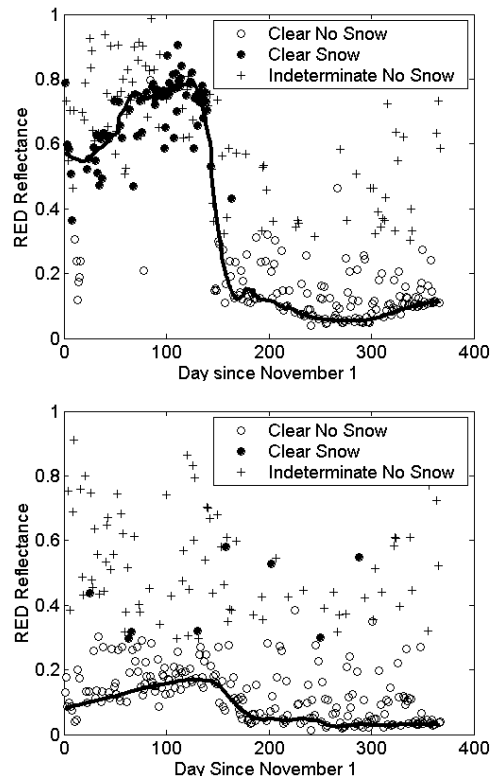 1
0.8
0.6
0.4
0.2
0
RED Reflectance
Clear No Snow
Clear Snow
Indeterminate No Snow
0 100 200 300 400
Day since November 1
1
0.8
0.6
0.4
0.2
0
RED Reflectance
Clear No Snow
Clear Snow
Indeterminate No Snow
0 100 200 300 400
Day Since November 1